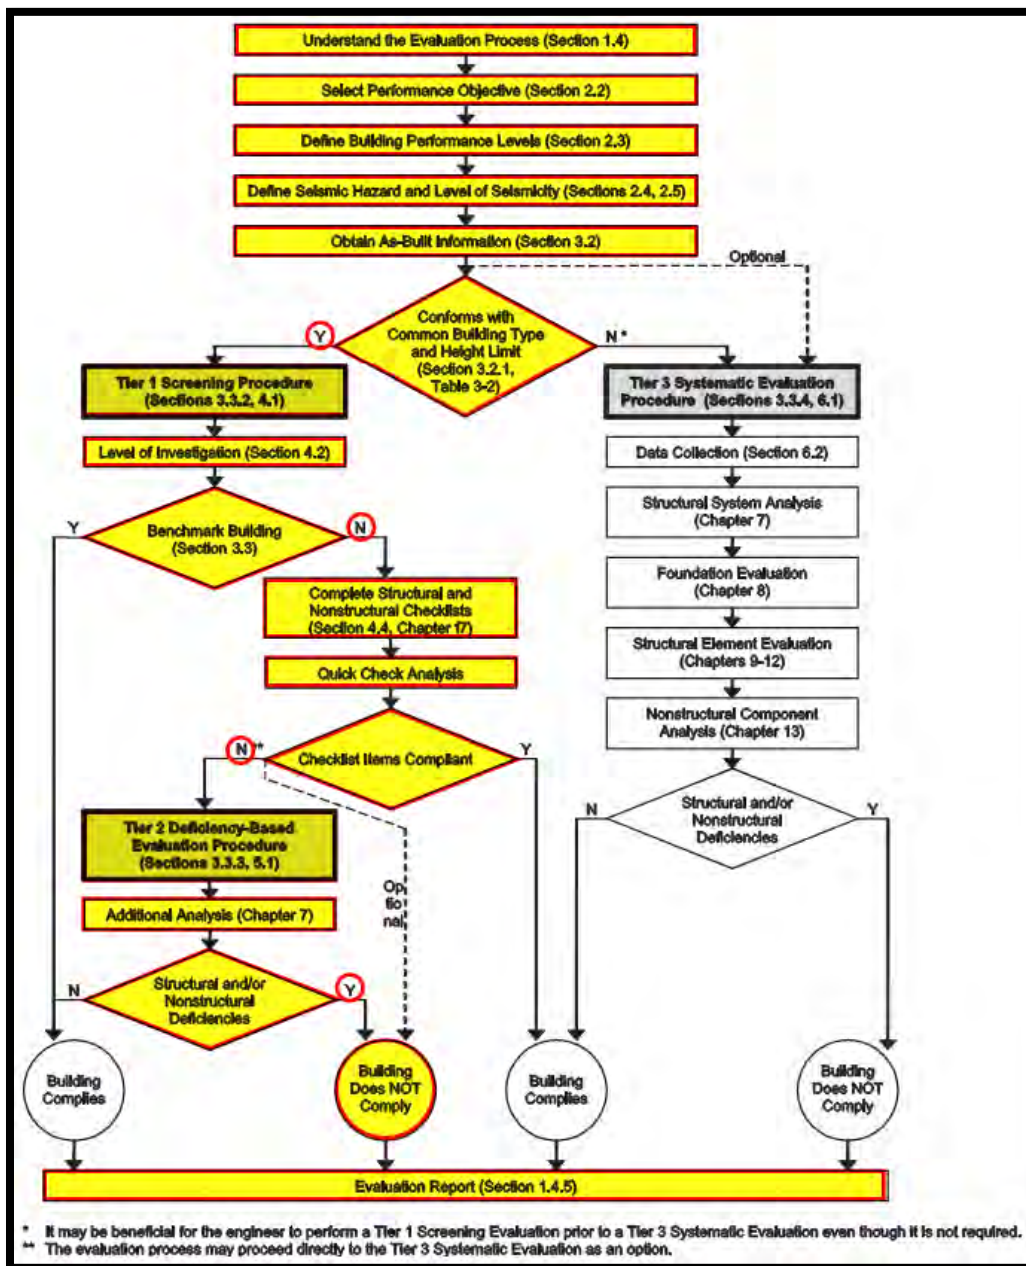 Understand the Evaluation Process (Section 1.4)
Select Performance Objective (Section 2.2)
Define Building Performance Levels (Section 2.3)
Define Seismic Hazard and Level of Seismicity (Sections 2.4, 2.5)
Obtain As-Built Information (Section 3.2)
Optional
Conforms with
Common Building Type
and Height Limit
(Section 3.2.1,
Table 3-2)
Y
N *
Tier 1 Screening Procedure
(Sections 3.3.2, 4.1)
Tier 3 Systematic Evaluation
Procedure (Sections 3.3.4, 6.1)
Level of Investigation (Section 4.2)
Data Collection (Section 6.2)
Y
Benchmark Building
(Section 3.3)
N
Structural System Analysis
(Chapter 7)
Complete Structural and
Nonstructural Checklists
(Section 4.4, Chapter 17)
Foundation Evaluation
(Chapter 8)
Quick Check Analysis
Structural Element Evaluation
(Chapters 9-12)
Nonstructural Component
Analysis (Chapter 13)
N**
Checklist Items Compliant
Y
N
Structural and/or
Nonstructural
Deficiencies
Y
Tier 2 Deficiency-Based
Evaluation Procedure
(Sections 3.3.3, 5.1)
Op
tio
nal
Additional Analysis (Chapter 7)
N
Structural and/or
Nonstructural
Deficiencies
Y
Building
Complies
Building
Does NOT
Comply
Building
Complies
Building
Does NOT
Comply
Evaluation Report (Section 1.4.5)
* It may be beneficial for the engineer to perform a Tier 1 Screening Evaluation prior to a Tier 3 Systematic Evaluation even though it is not required.
** The evaluation process may proceed directly to the Tier 3 Systematic Evaluation as an option.